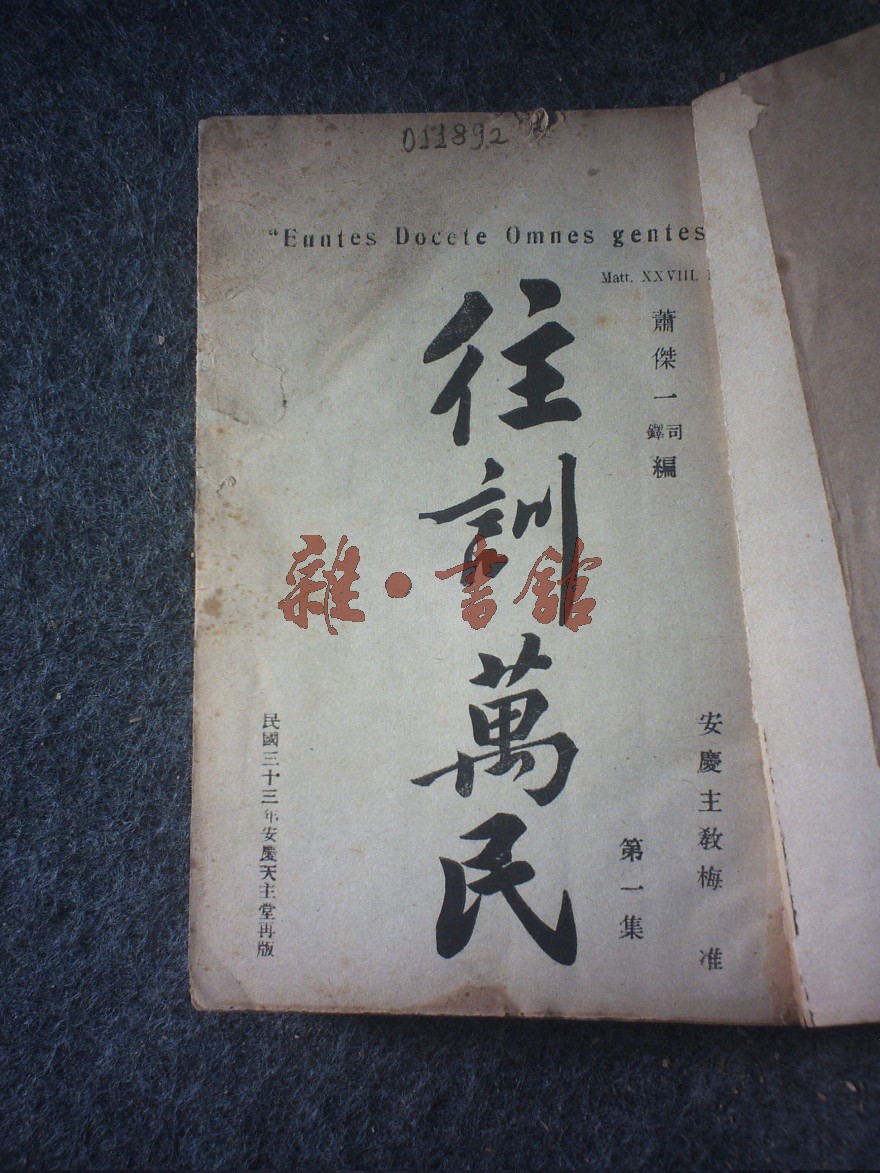 011892
“Euntes Docete Omnes gentes
Matt. XXVIII.
蕭傑一司鐸編
安慶主教梅 准
往訓萬民
第一集
民國三十三年安慶天主堂再版
雜·書館